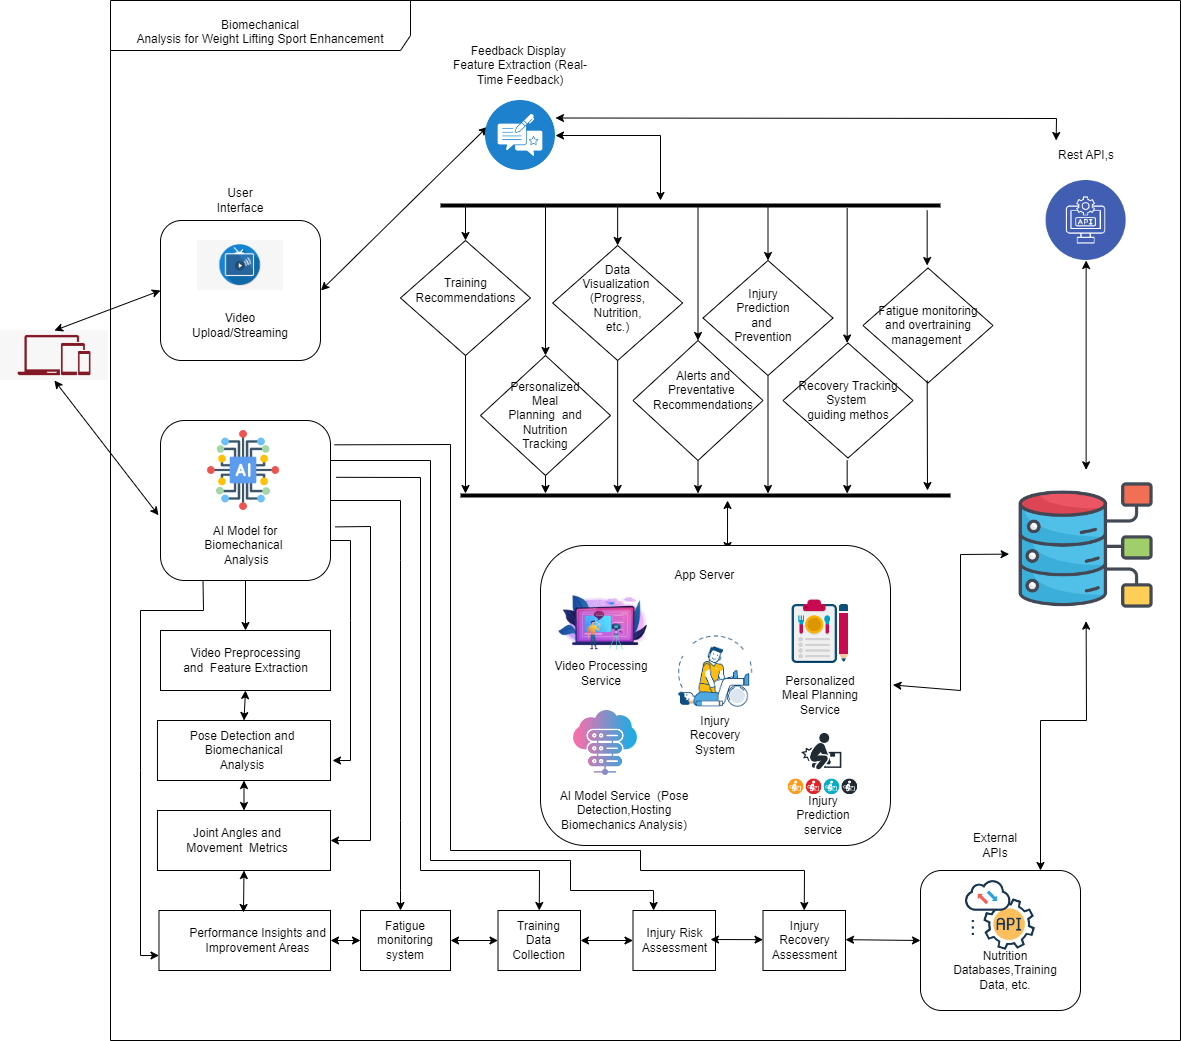 Biomechanical
Analysis for Weight Lifting Sport Enhancement
Feedback Display
Feature Extraction (Real-
Time Feedback)
Rest API,s
API
User
Interface
Video
Upload/Streaming
Training
Recommendations
Data
Visualization
(Progress,
Nutrition,
etc.)
Injury
Prediction
and
Prevention
Fatigue monitoring
and overtraining
management
Personalized
Meal
Planning and
Nutrition
Tracking
Alerts and
Preventative
Recommendations
Recovery Tracking
System
guiding methos
AI
AI Model for
Biomechanical
Analysis
App Server
Video Processing
Service
Injury
Recovery
System
Personalized
Meal Planning
Service
AI Model Service (Pose
Detection,Hosting
Biomechanics Analysis)
Injury
Prediction
service
Video Preprocessing
and Feature Extraction
Pose Detection and
Biomechanical
Analysis
Joint Angles and
Movement Metrics
Performance Insights and
Improvement Areas
Fatigue
monitoring
system
Training
Data
Collection
Injury Risk
Assessment
Injury
Recovery
Assessment
External
APIs
API
Nutrition
Databases,Training
Data, etc.